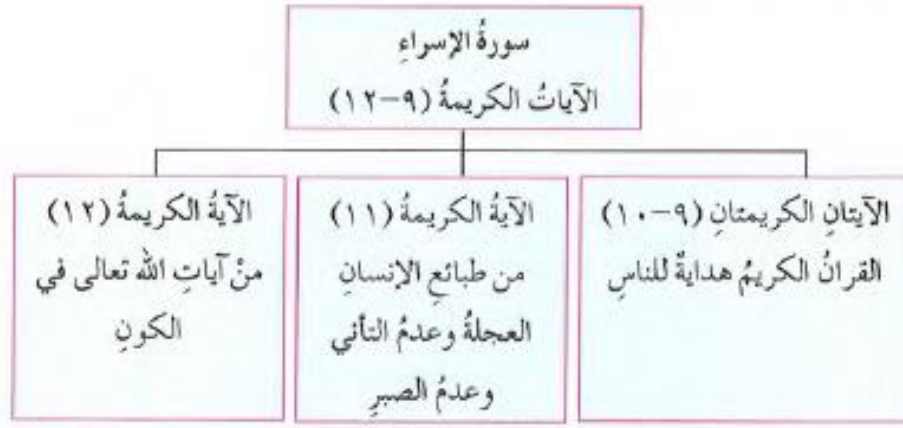 سورةُ الإسراءِ
الآياتُ الكريمةُ (٩-١٢)
الآيتانِ الكريمتانِ (٩-١٠)
القرانُ الكريمُ هدايةٌ للناسِ
الآيةُ الكريمةُ (١١)
من طبائعِ الإنسانِ
العجلةُ وعدمُ التأني
وعدمُ الصبرِ
الآيةُ الكريمةُ (١٢)
منْ آياتِ الله تعالى في
الكونِ